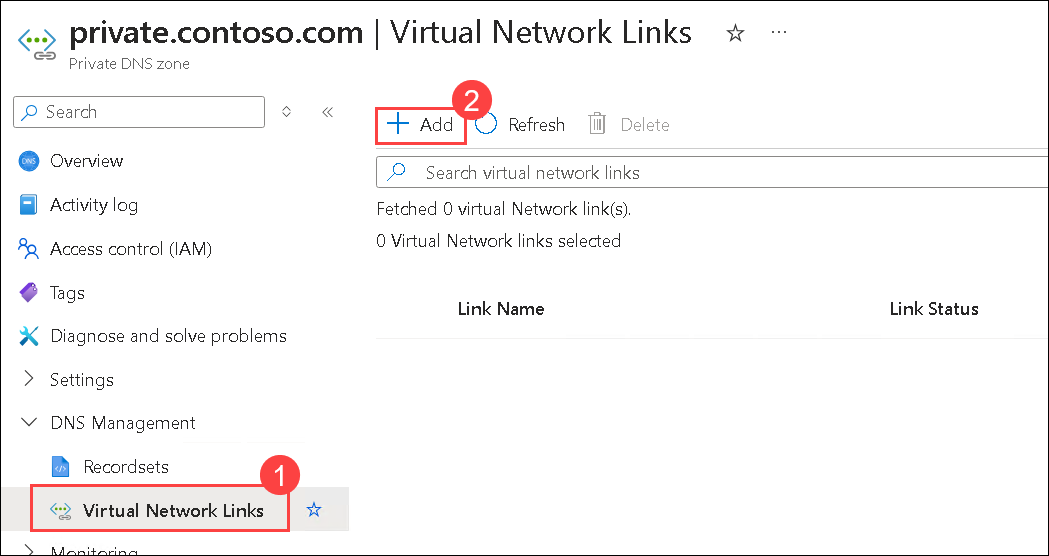 private.contoso.com | Virtual Network Links ...
Private DNS zone
Search
Overview
DNS
Activity log
Access control (IAM)
Tags
Diagnose and solve problems
Settings
DNS Management
Recordsets
1
Virtual Network Links
Monitoring
2
Add Refresh Delete
Search virtual network links
Fetched 0 virtual Network link(s).
0 Virtual Network links selected
Link Name Link Status